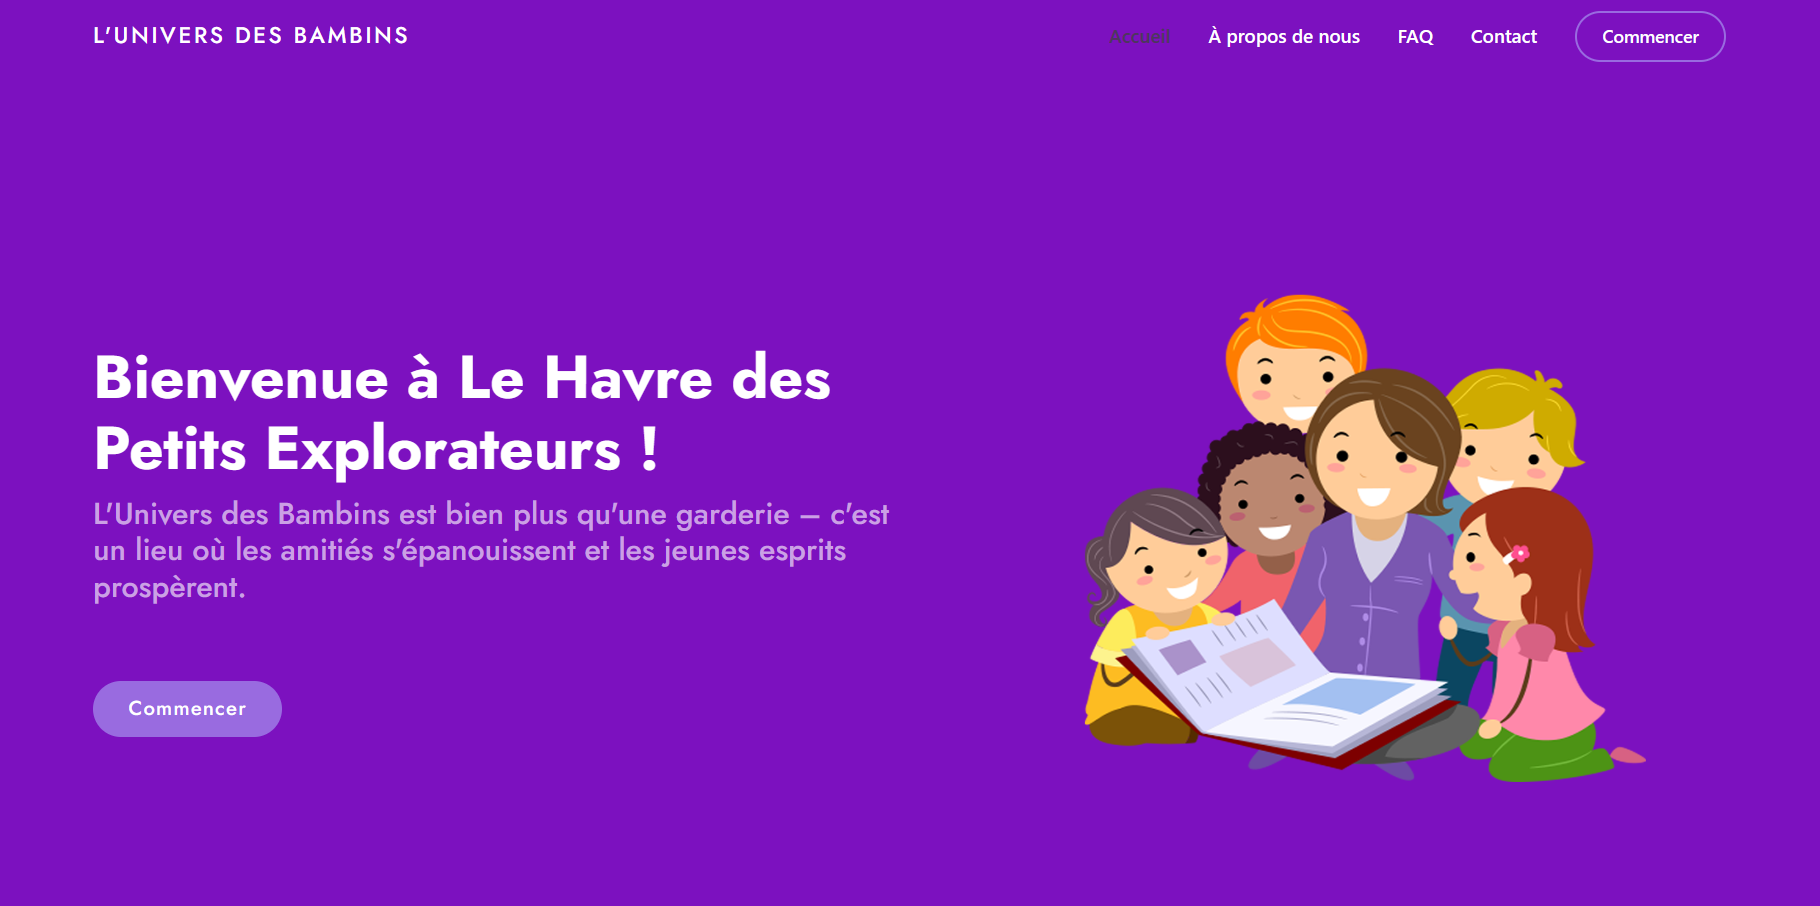 L'UNIVERS DES BAMBINS
Accueil
À propos de nous
FAQ
Contact
Commencer
Bienvenue à Le Havre des
Petits Explorateurs !
L'Univers des Bambins est bien plus qu'une garderie – c'est
un lieu où les amitiés s'épanouissent et les jeunes esprits
prospèrent.
Commencer